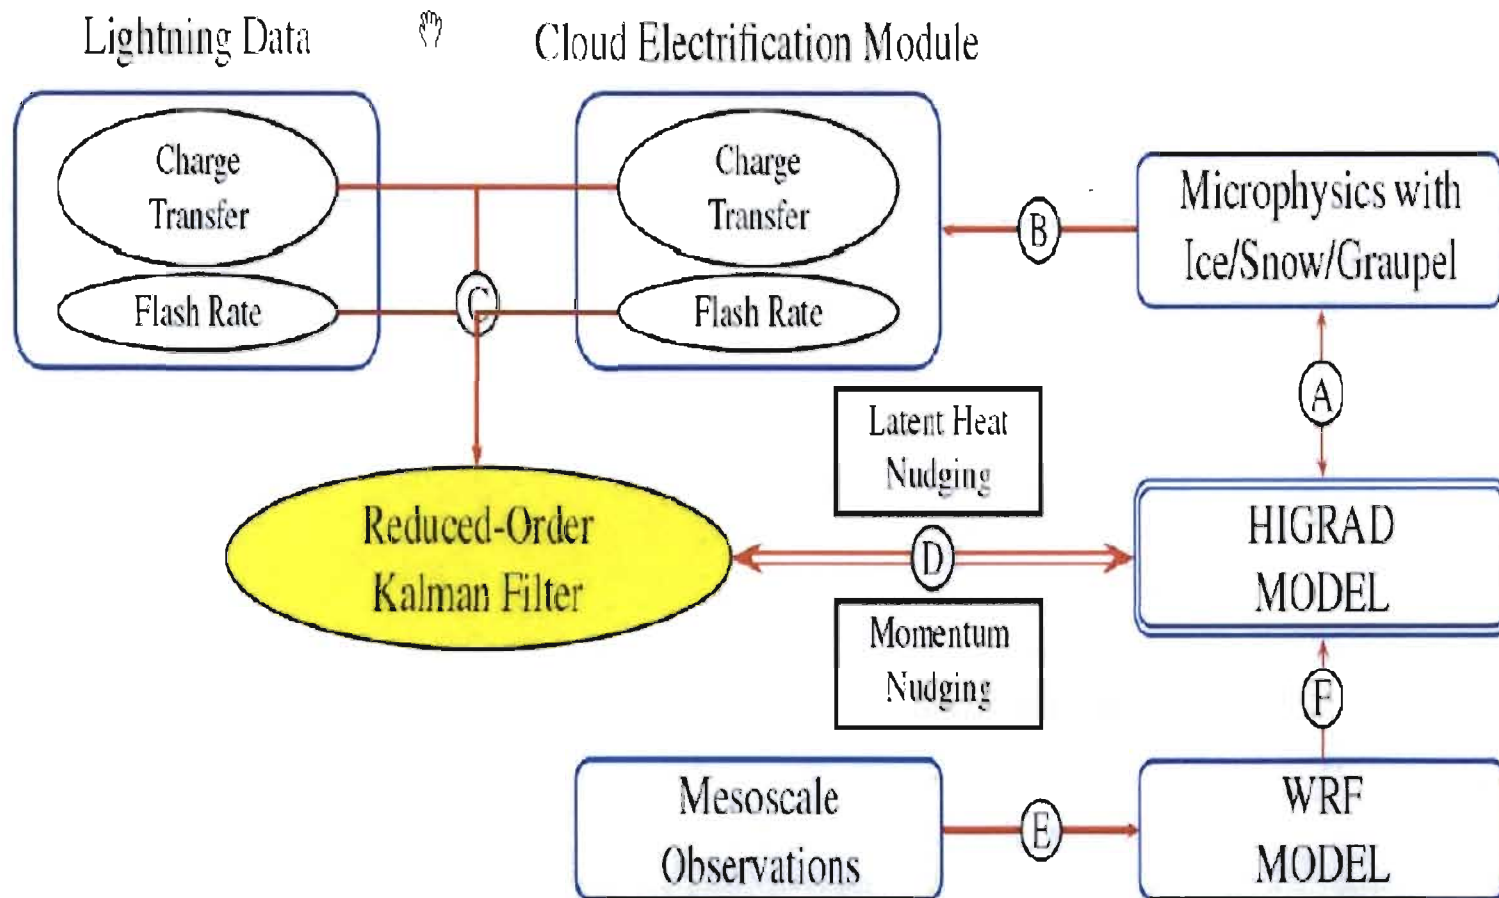 Lightning Data
Cloud Electrification Module
Charge
Transfer
Flash Rate
Charge
Transfer
Flash Rate
B
Microphysics with
Ice/Snow/Graupel
C
A
Latent Heat
Nudging
Reduced-Order
Kalman Filter
D
HIGRAD
MODEL
Momentum
Nudging
F
Mesoscale
Observations
E
WRF
MODEL